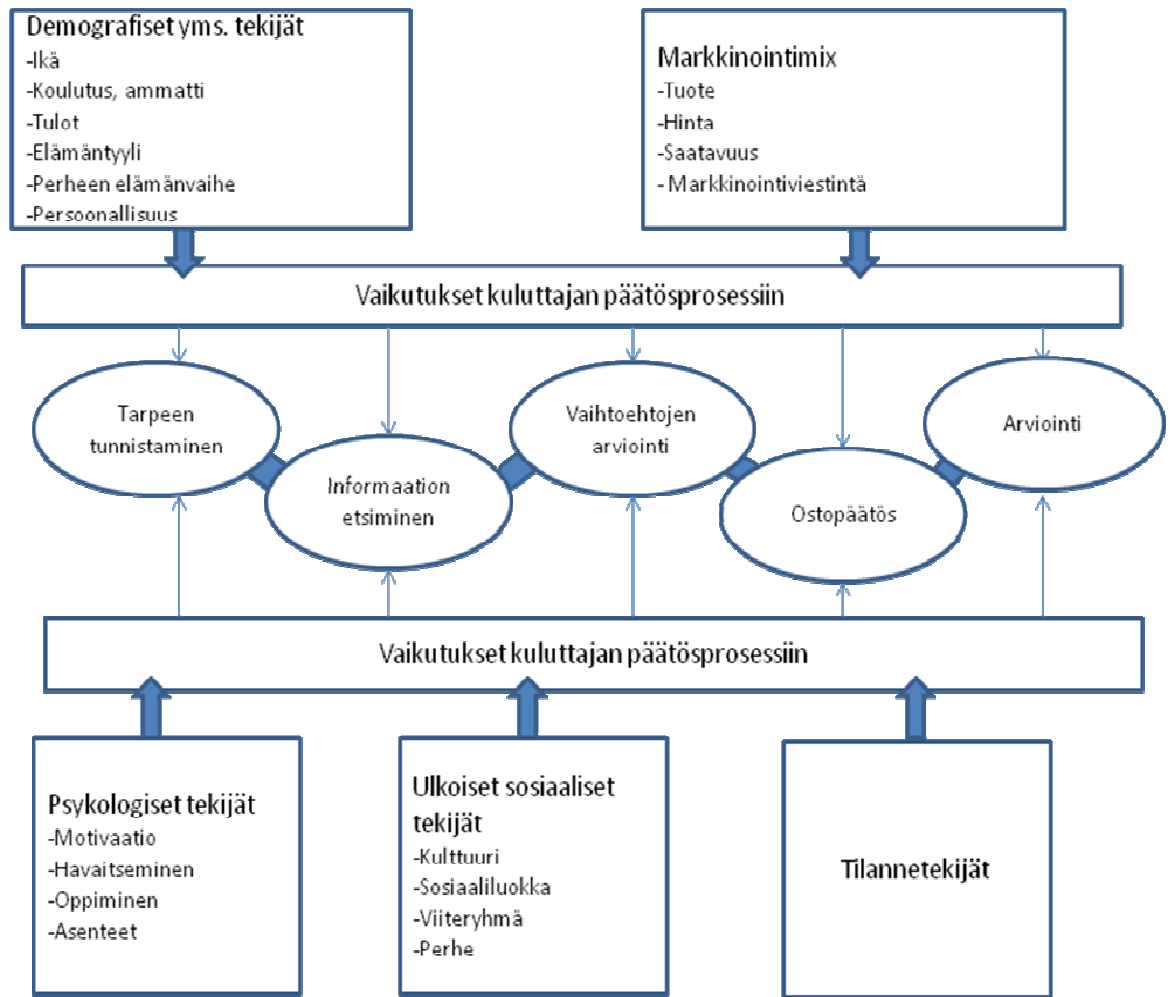 Demografiset yms. tekijät
-Ikä
-Koulutus, ammatti
-Tulot
-Elämäntyyli
-Perheen elämänvaihe
-Persoonallisuus
Markkinointimix
-Tuote
-Hinta
-Saatavuus
- Markkinointiviestintä
Vaikutukset kuluttajan päätösprosessiin
Tarpeen
tunnistaminen
Informaation
etsiminen
Vaihtoehtojen
arviointi
Ostopäätös
Arviointi
Vaikutukset kuluttajan päätösprosessiin
Psykologiset tekijät
-Motivaatio
-Havaitseminen
-Oppiminen
-Asenteet
Ulkoiset sosiaaliset
tekijät
-Kulttuuri
-Sosiaaliluokka
-Viiteryhmä
-Perhe
Tilannetekijät